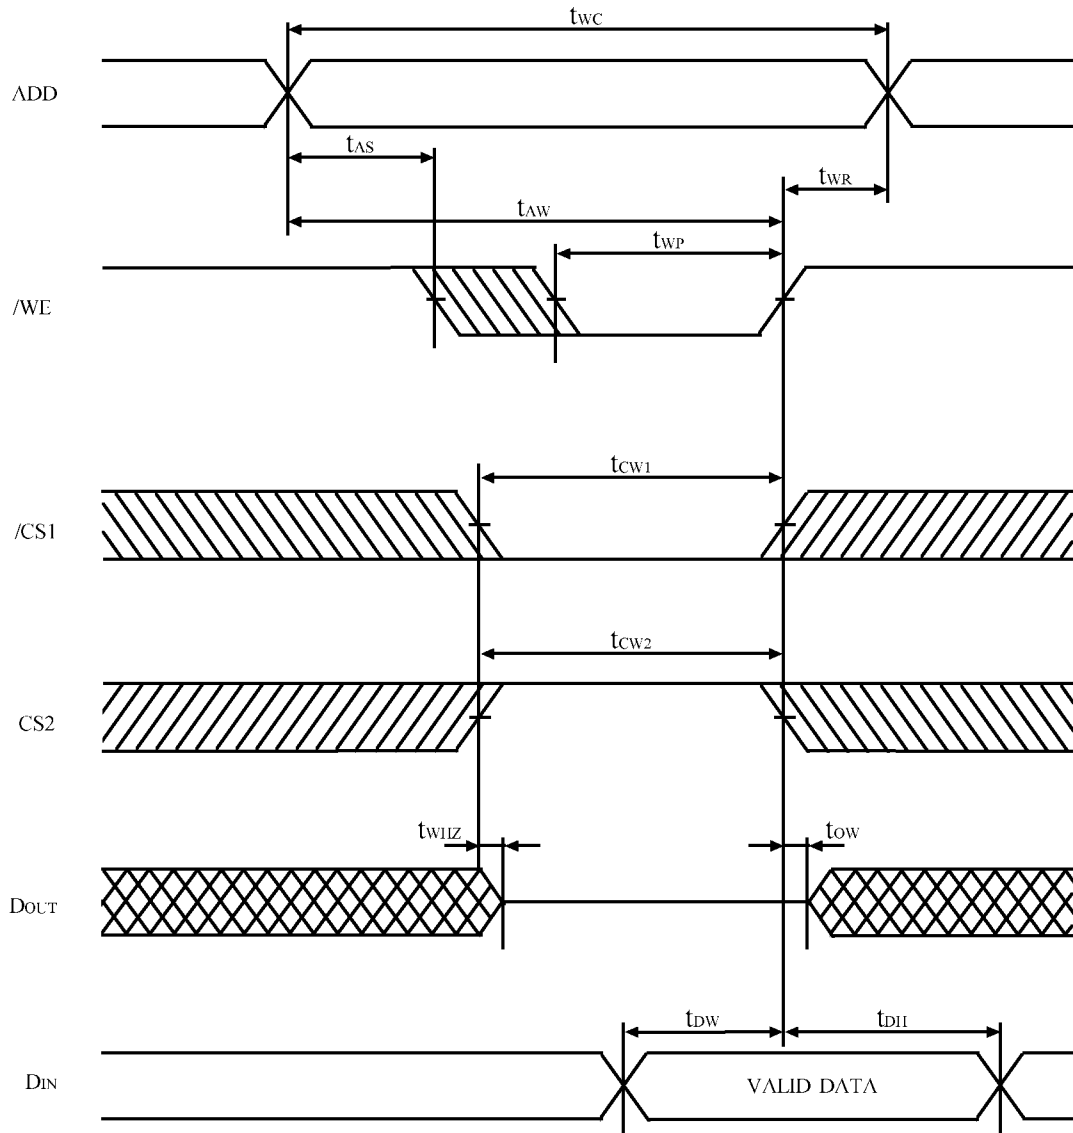 tWC
ADD
tAS
tWR
tAW
tWP
/WE
tCW1
/CS1
tCW2
CS2
tWHZ
tOW
DOUT
tDW
tDH
DIN
VALID DATA